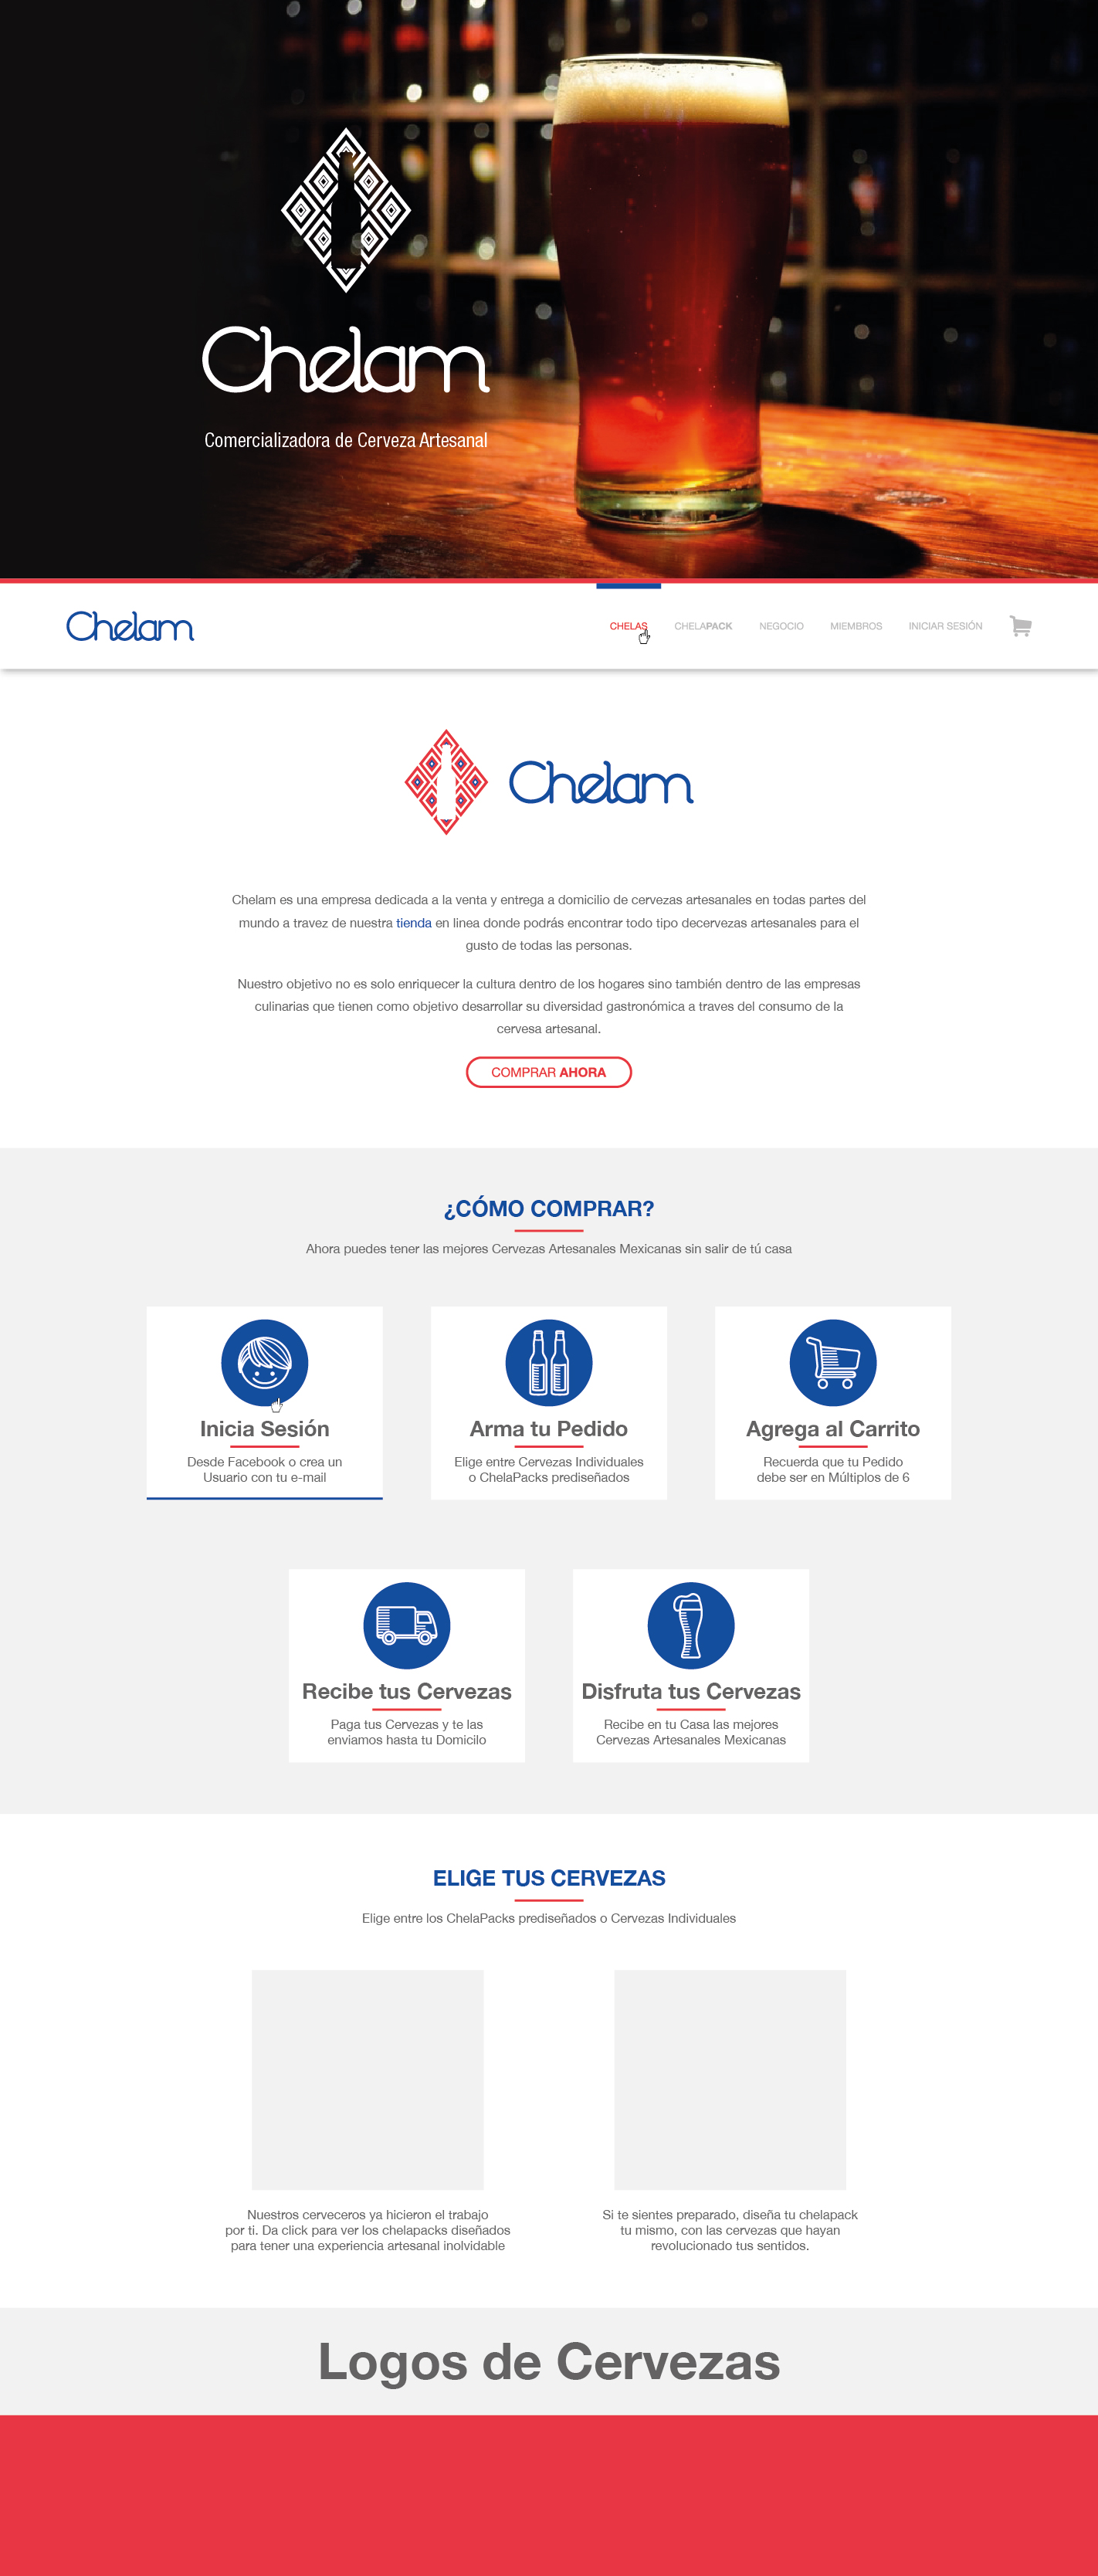 Chelam
Comercializadora de Cerveza Artesanal
Chelam
CHELAS CHELAPACK NEGOCIO MIEMBROS INICIAR SESIÓN
Chelam
Chelam es una empresa dedicada a la venta y entrega a domicilio de cervezas artesanales en todas partes del
mundo a travez de nuestra tienda en linea donde podrás encontrar todo tipo decervezas artesanales para el
gusto de todas las personas.
Nuestro objetivo no es solo enriquecer la cultura dentro de los hogares sino también dentro de las empresas
culinarias que tienen como objetivo desarrollar su diversidad gastronómica a traves del consumo de la
cervesa artesanal.
COMPRAR AHORA
¿CÓMO COMPRAR?
Ahora puedes tener las mejores Cervezas Artesanales Mexicanas sin salir de tú casa
Inicia Sesión
Desde Facebook o crea un
Usuario con tu e-mail
Arma tu Pedido
Elige entre Cervezas Individuales
o ChelaPacks prediseñados
Agrega al Carrito
Recuerda que tu Pedido
debe ser en Múltiplos de 6
Recibe tus Cervezas
Paga tus Cervezas y te las
enviamos hasta tu Domicilo
Disfruta tus Cervezas
Recibe en tu Casa las mejores
Cervezas Artesanales Mexicanas
ELIGE TUS CERVEZAS
Elige entre los ChelaPacks prediseñados o Cervezas Individuales
Nuestros cerveceros ya hicieron el trabajo
por ti. Da click para ver los chelapacks diseñados
para tener una experiencia artesanal inolvidable
Si te sientes preparado, diseña tu chelapack
tu mismo, con las cervezas que hayan
revolucionado tus sentidos.
Logos de Cervezas